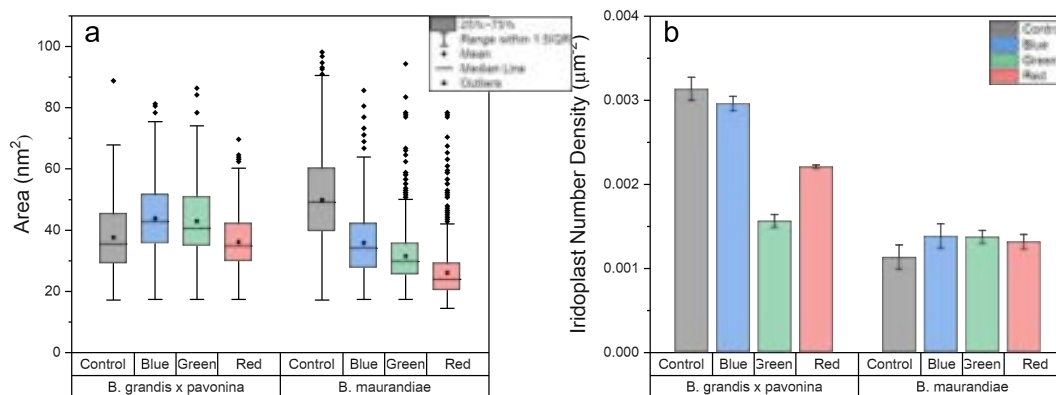 a
25%~75%
Range within 1.5IQR
Mean
Median Line
Outliers
100
80
60
40
20
0
Area (nm²)
Control Blue Green Red Control Blue Green Red
B. grandis x pavonina B. maurandiae
b
Control
Blue
Green
Red
0.004
0.003
0.002
0.001
0.000
Iridoplast Number Density (μm⁻²)
Control Blue Green Red Control Blue Green Red
B. grandis x pavonina B. maurandiae